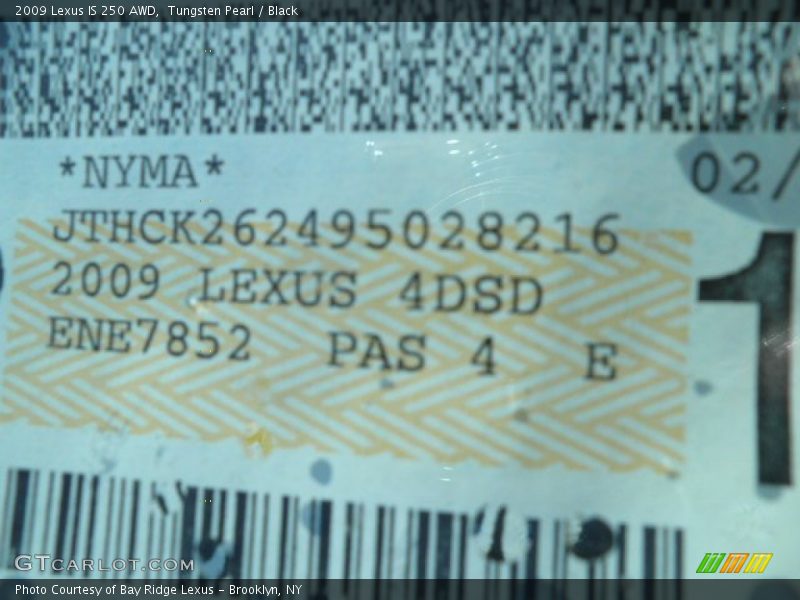 2009 Lexus IS 250 AWD,  Tungsten Pearl / Black
*NYMA*
02/
JTHCK262495028216
2009 LEXUS 4DSD
1
ENE7852 PAS 4 E
GTCARLOT.COM
Photo Courtesy of Bay Ridge Lexus – Brooklyn, NY